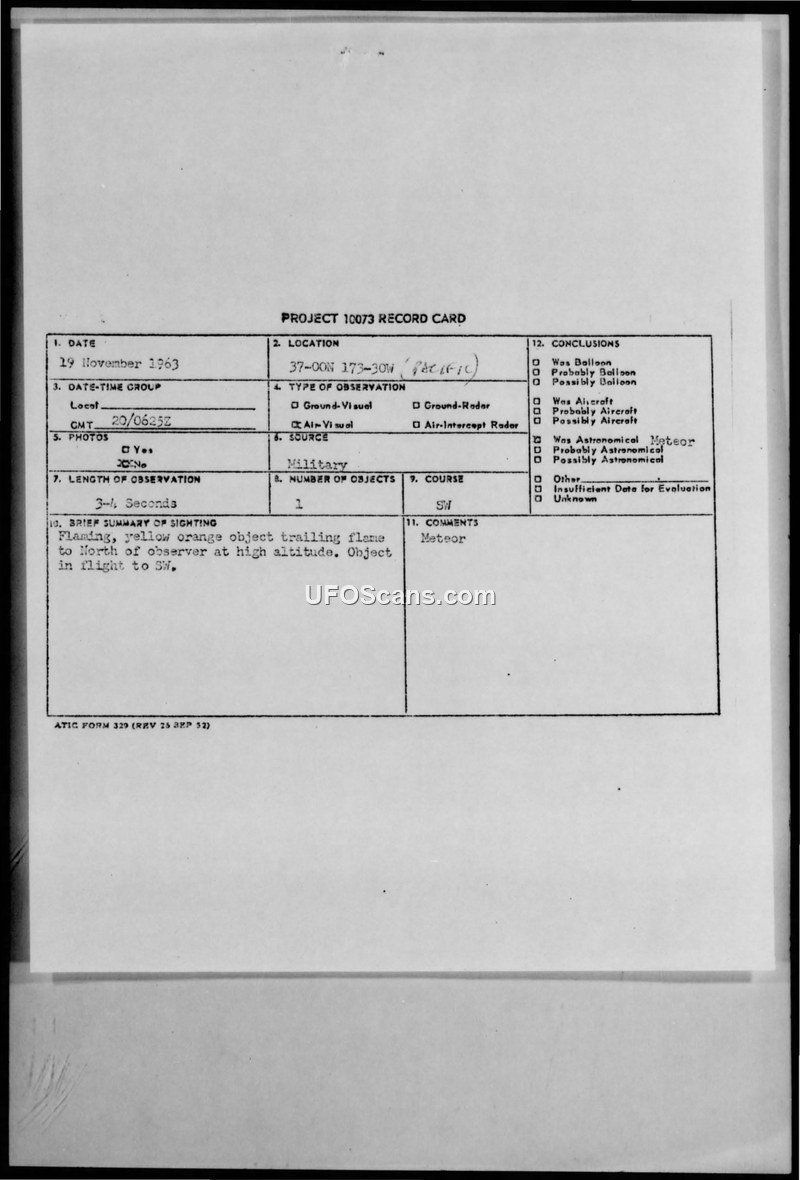 PROJECT 10073 RECORD CARD
1. DATE
19 November 1963
2. LOCATION
37-00N 173-30W (PACIFIC)
3. DATE-TIME GROUP
Local
GMT 20/0625Z
4. TYPE OF OBSERVATION
□ Ground-Visual □ Ground-Radar
☒ Air-Visual □ Air-Intercept Radar
5. PHOTOS
□ Yes
☒ No
6. SOURCE
Military
7. LENGTH OF OBSERVATION
3-4 Seconds
8. NUMBER OF OBJECTS
1
9. COURSE
SW
10. BRIEF SUMMARY OF SIGHTING
Flaming, yellow orange object trailing flame
to North of observer at high altitude. Object
in flight to SW.
11. COMMENTS
Meteor
12. CONCLUSIONS
□ Was Balloon
□ Probably Balloon
□ Possibly Balloon
□ Was Aircraft
□ Probably Aircraft
□ Possibly Aircraft
☒ Was Astronomical Meteor
□ Probably Astronomical
□ Possibly Astronomical
□ Other
□ Insufficient Data for Evaluation
□ Unknown
UFOScans.com
ATIC FORM 329 (REV 26 SEP 52)